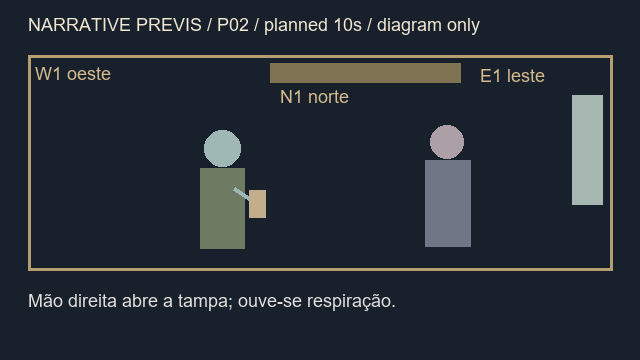 NARRATIVE PREVIS / P02 / planned 10s / diagram only
W1 oeste
E1 leste
N1 norte
Mão direita abre a tampa; ouve-se respiração.